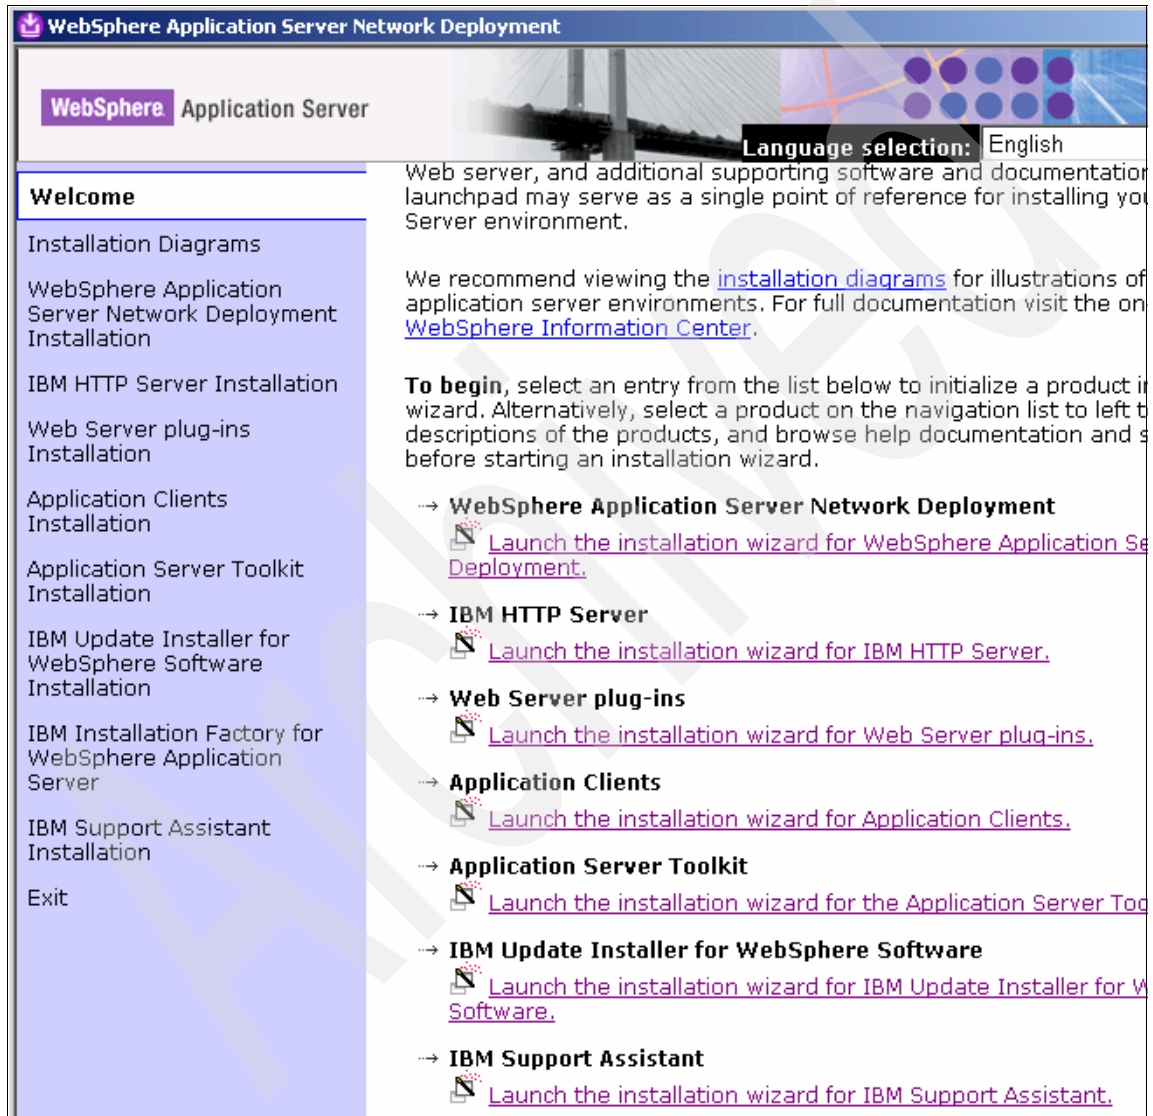 WebSphere Application Server Network Deployment
WebSphere Application Server
Language selection: English
Welcome
Installation Diagrams
WebSphere Application
Server Network Deployment
Installation
IBM HTTP Server Installation
Web Server plug-ins
Installation
Application Clients
Installation
Application Server Toolkit
Installation
IBM Update Installer for
WebSphere Software
Installation
IBM Installation Factory for
WebSphere Application
Server
IBM Support Assistant
Installation
Exit
Web server, and additional supporting software and
launchpad may serve as a single point of reference for installing
Server environment.
We recommend viewing the installation diagrams for illustrations of
application server environments. For full documentation visit the
WebSphere Information Center.
To begin, select an entry from the list below to initialize a product
wizard. Alternatively, select a product on the navigation list to left
descriptions of the products, and browse help documentation and
before starting an installation wizard.
WebSphere Application Server Network Deployment
Launch the installation wizard for WebSphere Application
Deployment.
IBM HTTP Server
Launch the installation wizard for IBM HTTP Server.
Web Server plug-ins
Launch the installation wizard for Web Server plug-ins.
Application Clients
Launch the installation wizard for Application Clients.
Application Server Toolkit
Launch the installation wizard for the Application Server
IBM Update Installer for WebSphere Software
Launch the installation wizard for IBM Update Installer for
Software.
IBM Support Assistant
Launch the installation wizard for IBM Support Assistant.
Archived